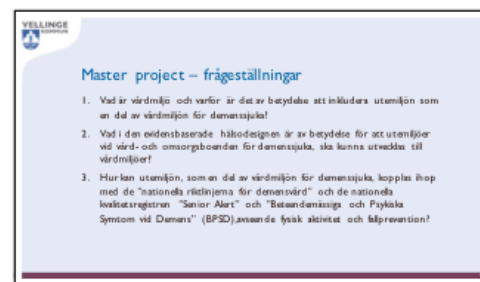 VELLINGE
KOMMUN
Master project – frågeställningar
1. Vad är vårdmiljö och varför är det av betydelse att inkludera utemiljön som
en del av vårdmiljön för demenssjuka?
2. Vad i den evidensbaserade hälsodesignen är av betydelse för att utemiljöer
vid vård- och omsorgsboenden för demenssjuka, ska kunna utvecklas till
vårdmiljöer?
3. Hur kan utemiljön, som en del av vårdmiljön för demenssjuka, kopplas ihop
med de "nationella riktlinjerna för demensvård" och de nationella
kvalitetsregistren "Senior Alert" och "Beteendemässiga och Psykiska
Symtom vid Demens" (BPSD),avseende fysisk aktivitet och fallprevention?